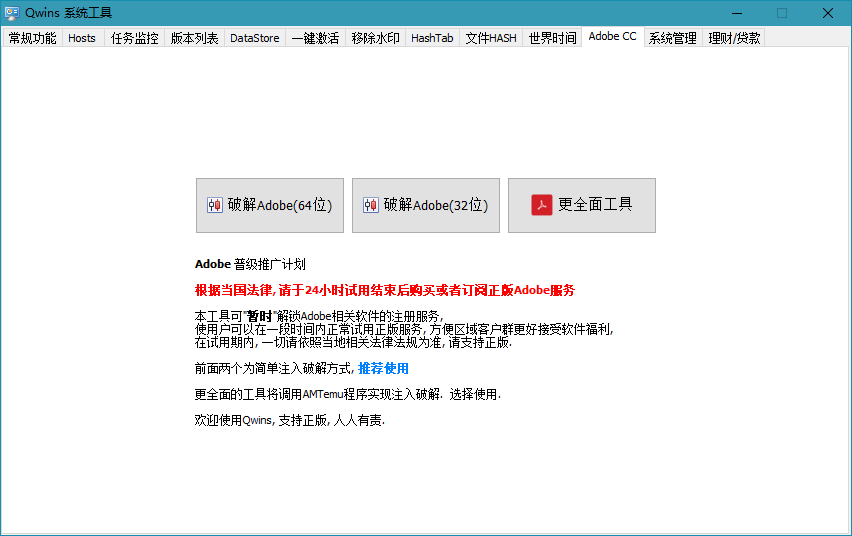 Qwins 系统工具
常规功能 Hosts 任务监控 版本列表 DataStore 一键激活 移除水印 HashTab 文件HASH 世界时间 Adobe CC 系统管理 理财/贷款
破解Adobe(64位) 破解Adobe(32位) 更全面工具
Adobe 普级推广计划
根据当国法律, 请于24小时试用结束后购买或者订阅正版Adobe服务
本工具可"暂时"解锁Adobe相关软件的注册服务,
使用户可以在一段时间内正常试用正版服务, 方便区域客户群更好接受软件福利,
在试用期内, 一切请依照当地相关法律法规为准, 请支持正版.
前面两个为简单注入破解方式, 推荐使用
更全面的工具将调用AMTemu程序实现注入破解. 选择使用.
欢迎使用Qwins, 支持正版, 人人有责.